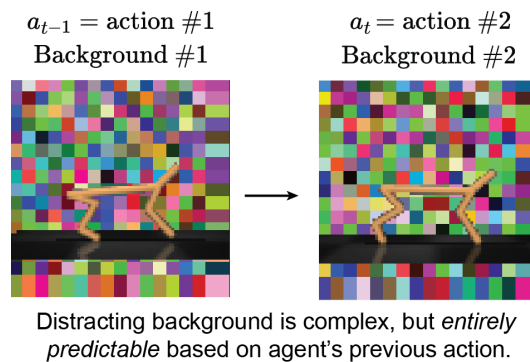 a_{t−1} = action #1
Background #1
a_t = action #2
Background #2
Distracting background is complex, but entirely
predictable based on agent's previous action.